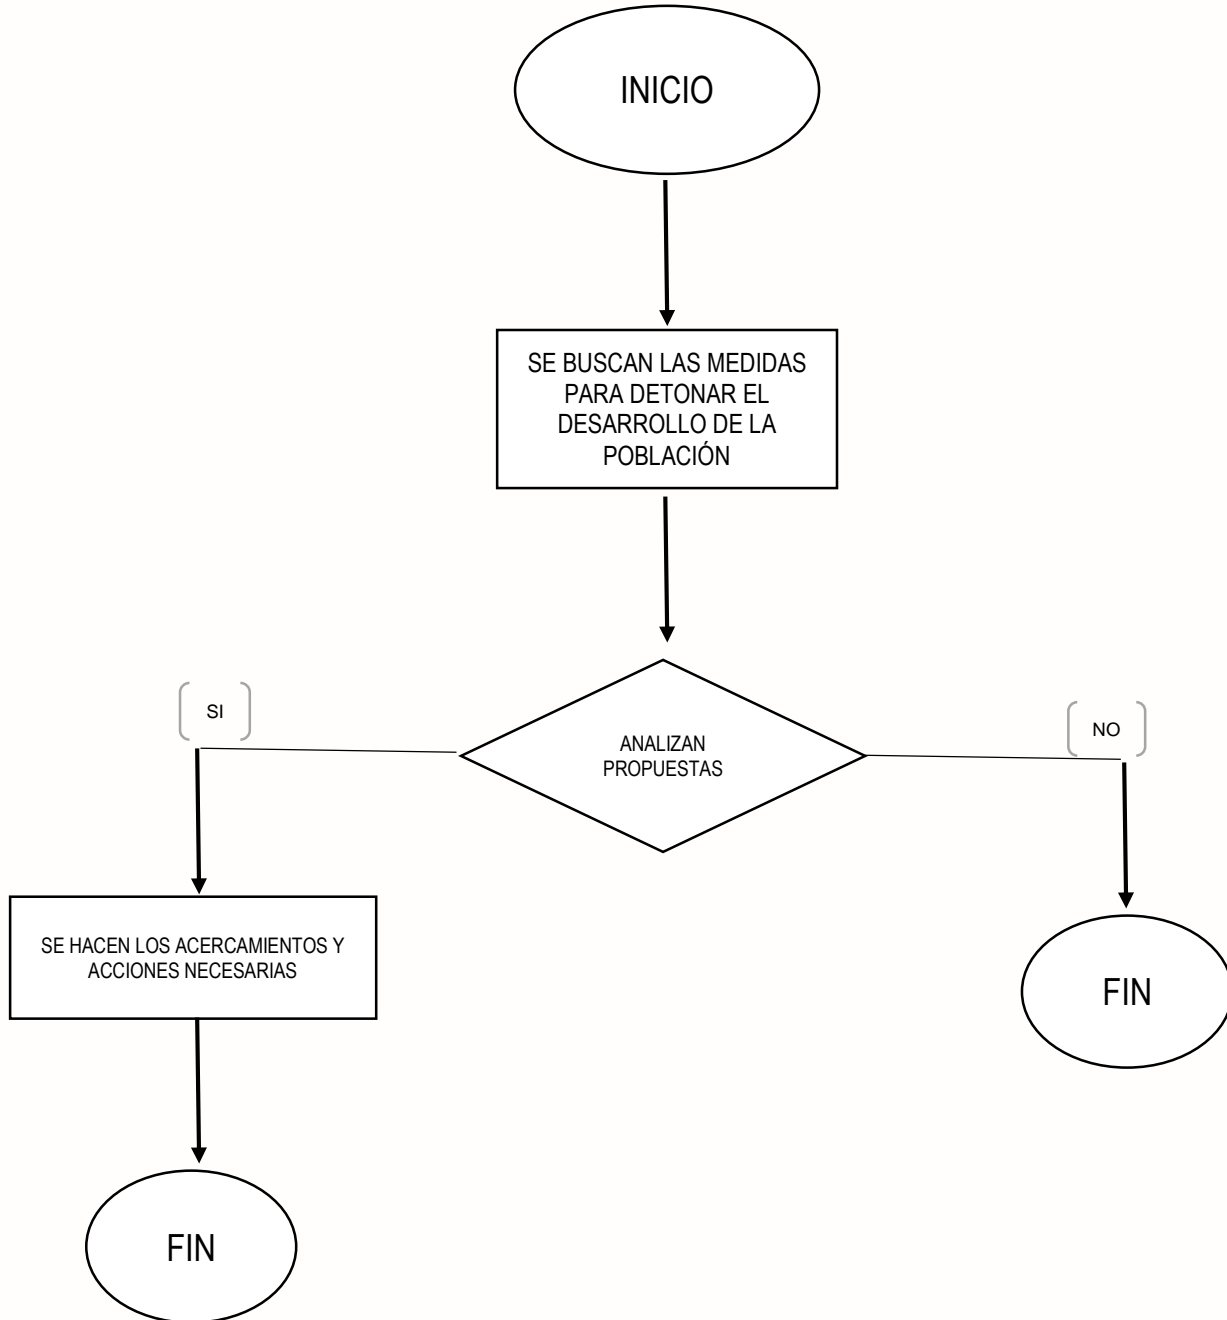 INICIO
SE BUSCAN LAS MEDIDAS
PARA DETONAR EL
DESARROLLO DE LA
POBLACIÓN
SI
NO
ANALIZAN
PROPUESTAS
SE HACEN LOS ACERCAMIENTOS Y
ACCIONES NECESARIAS
FIN
FIN